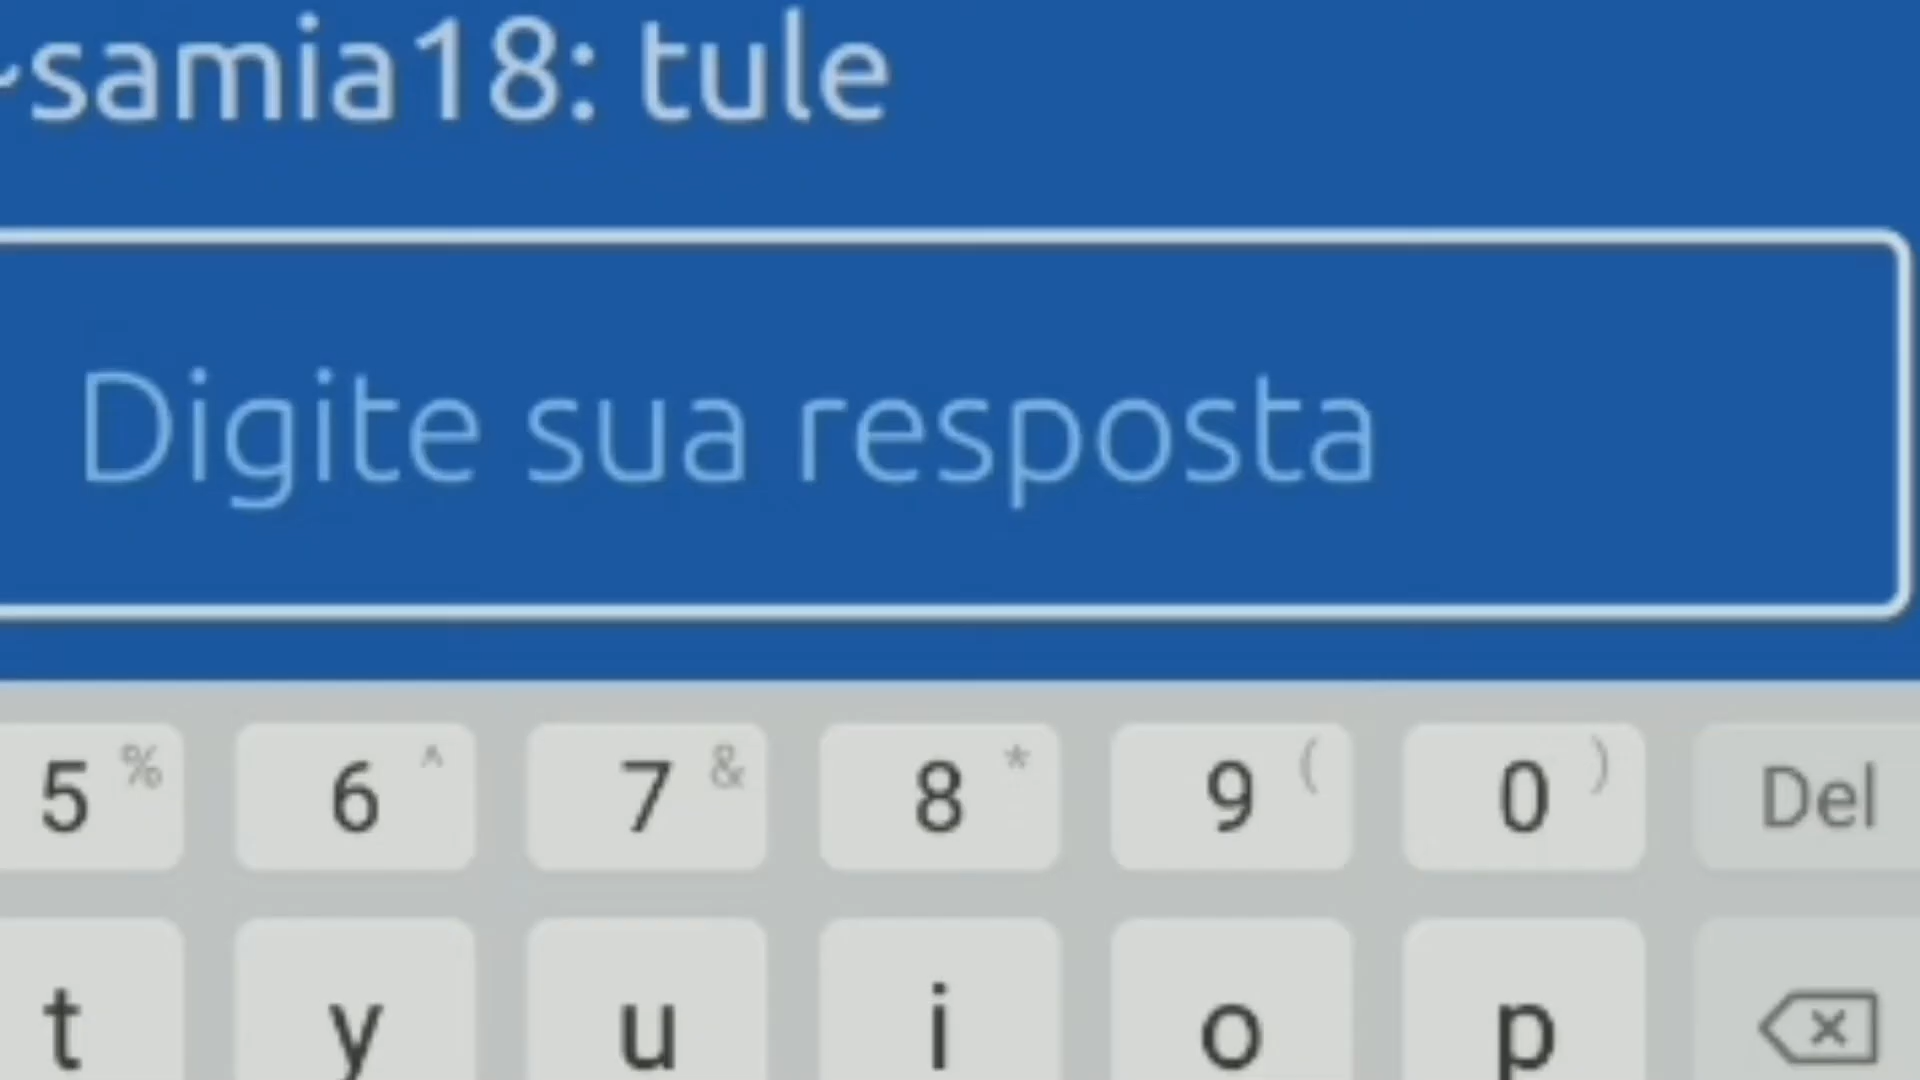 ~samia18: tule
Digite sua resposta
5 % 6 ^ 7 & 8 * 9 ( 0 ) Del
t y u i o p